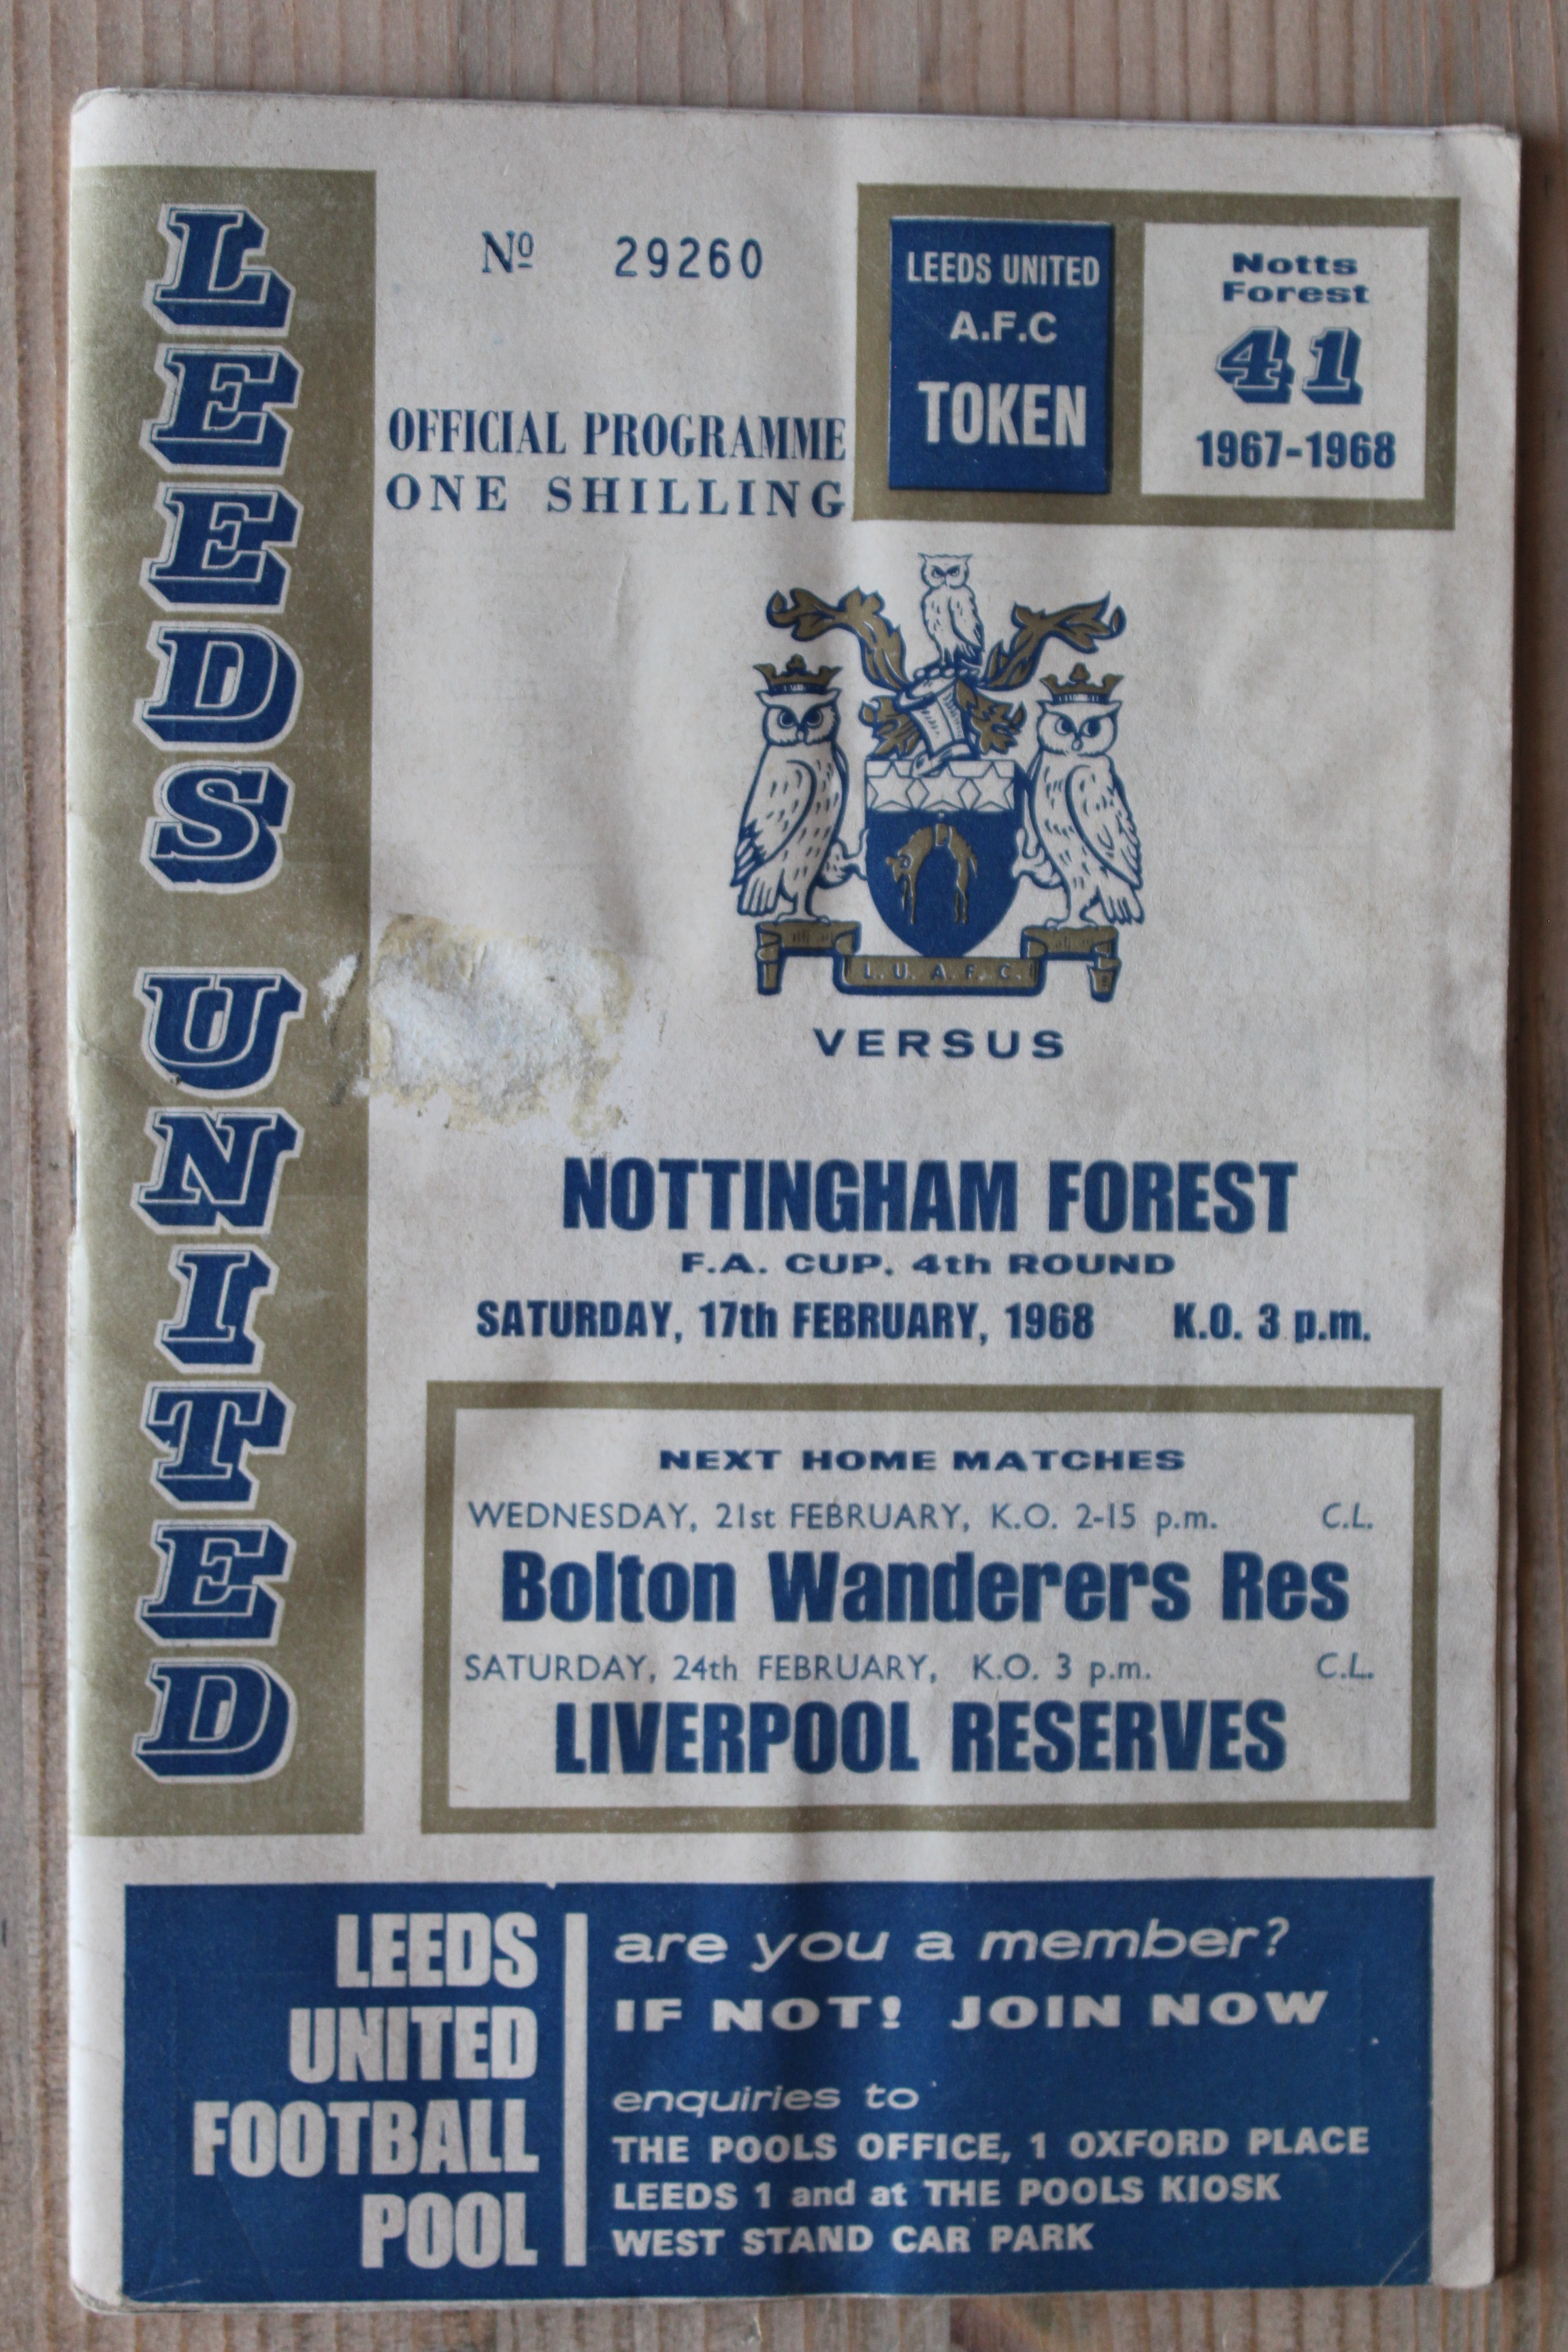 LEEDS UNITED
Nº 29260
OFFICIAL PROGRAMME
ONE SHILLING
LEEDS UNITED
A.F.C
TOKEN
Notts
Forest
41
1967-1968
L. U. A. F. C.
VERSUS
NOTTINGHAM FOREST
F.A. CUP. 4th ROUND
SATURDAY, 17th FEBRUARY, 1968 K.O. 3 p.m.
NEXT HOME MATCHES
WEDNESDAY, 21st FEBRUARY, K.O. 2-15 p.m. C.L.
Bolton Wanderers Res
SATURDAY, 24th FEBRUARY, K.O. 3 p.m. C.L.
LIVERPOOL RESERVES
LEEDS
UNITED
FOOTBALL
POOL
are you a member?
IF NOT! JOIN NOW
enquiries to
THE POOLS OFFICE, 1 OXFORD PLACE
LEEDS 1 and at THE POOLS KIOSK
WEST STAND CAR PARK